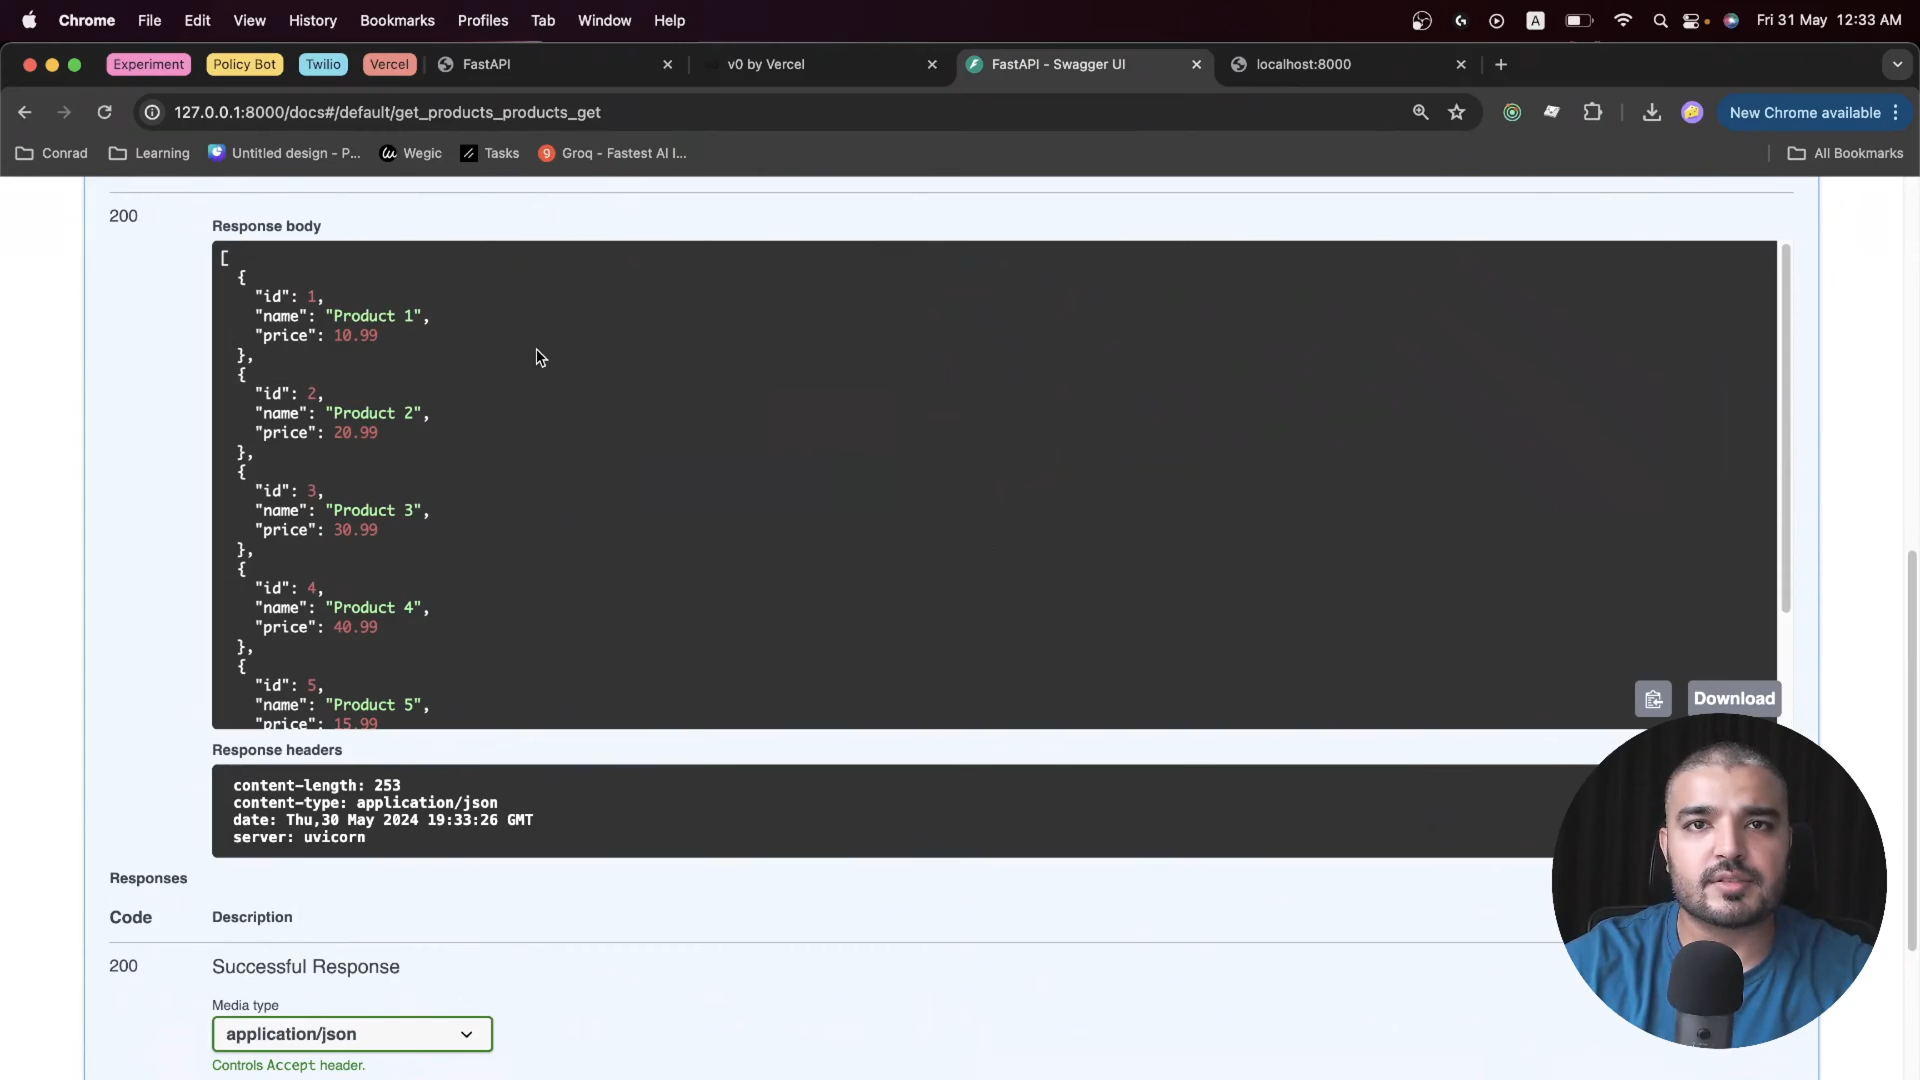 Chrome File Edit View History Bookmarks Profiles Tab Window Help A Fri 31 May 12:33 AM
Experiment Policy Bot Twilio Vercel FastAPI v0 by Vercel FastAPI - Swagger UI localhost:8000
127.0.0.1:8000/docs#/default/get_products_products_get New Chrome available
Conrad Learning Untitled design - P... Wegic Tasks Groq - Fastest AI I... All Bookmarks
200
Response body
[
{
"id": 1,
"name": "Product 1",
"price": 10.99
},
{
"id": 2,
"name": "Product 2",
"price": 20.99
},
{
"id": 3,
"name": "Product 3",
"price": 30.99
},
{
"id": 4,
"name": "Product 4",
"price": 40.99
},
{
"id": 5,
"name": "Product 5",
"price": 15.99
Download
Response headers
content-length: 253
content-type: application/json
date: Thu,30 May 2024 19:33:26 GMT
server: uvicorn
Responses
Code Description
200 Successful Response
Media type
application/json
Controls Accept header.